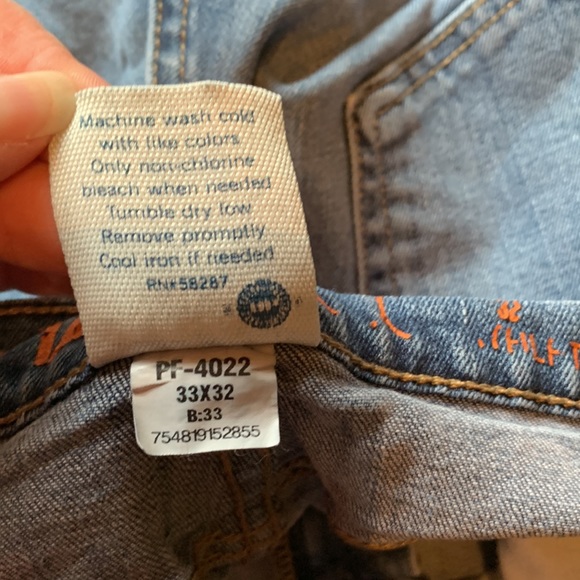 Machine wash cold
with like colors
Only non-chlorine
bleach when needed
Tumble dry low
Remove promptly
Cool iron if needed
RN#58287
PF-4022
33X32
B:33
754819152855